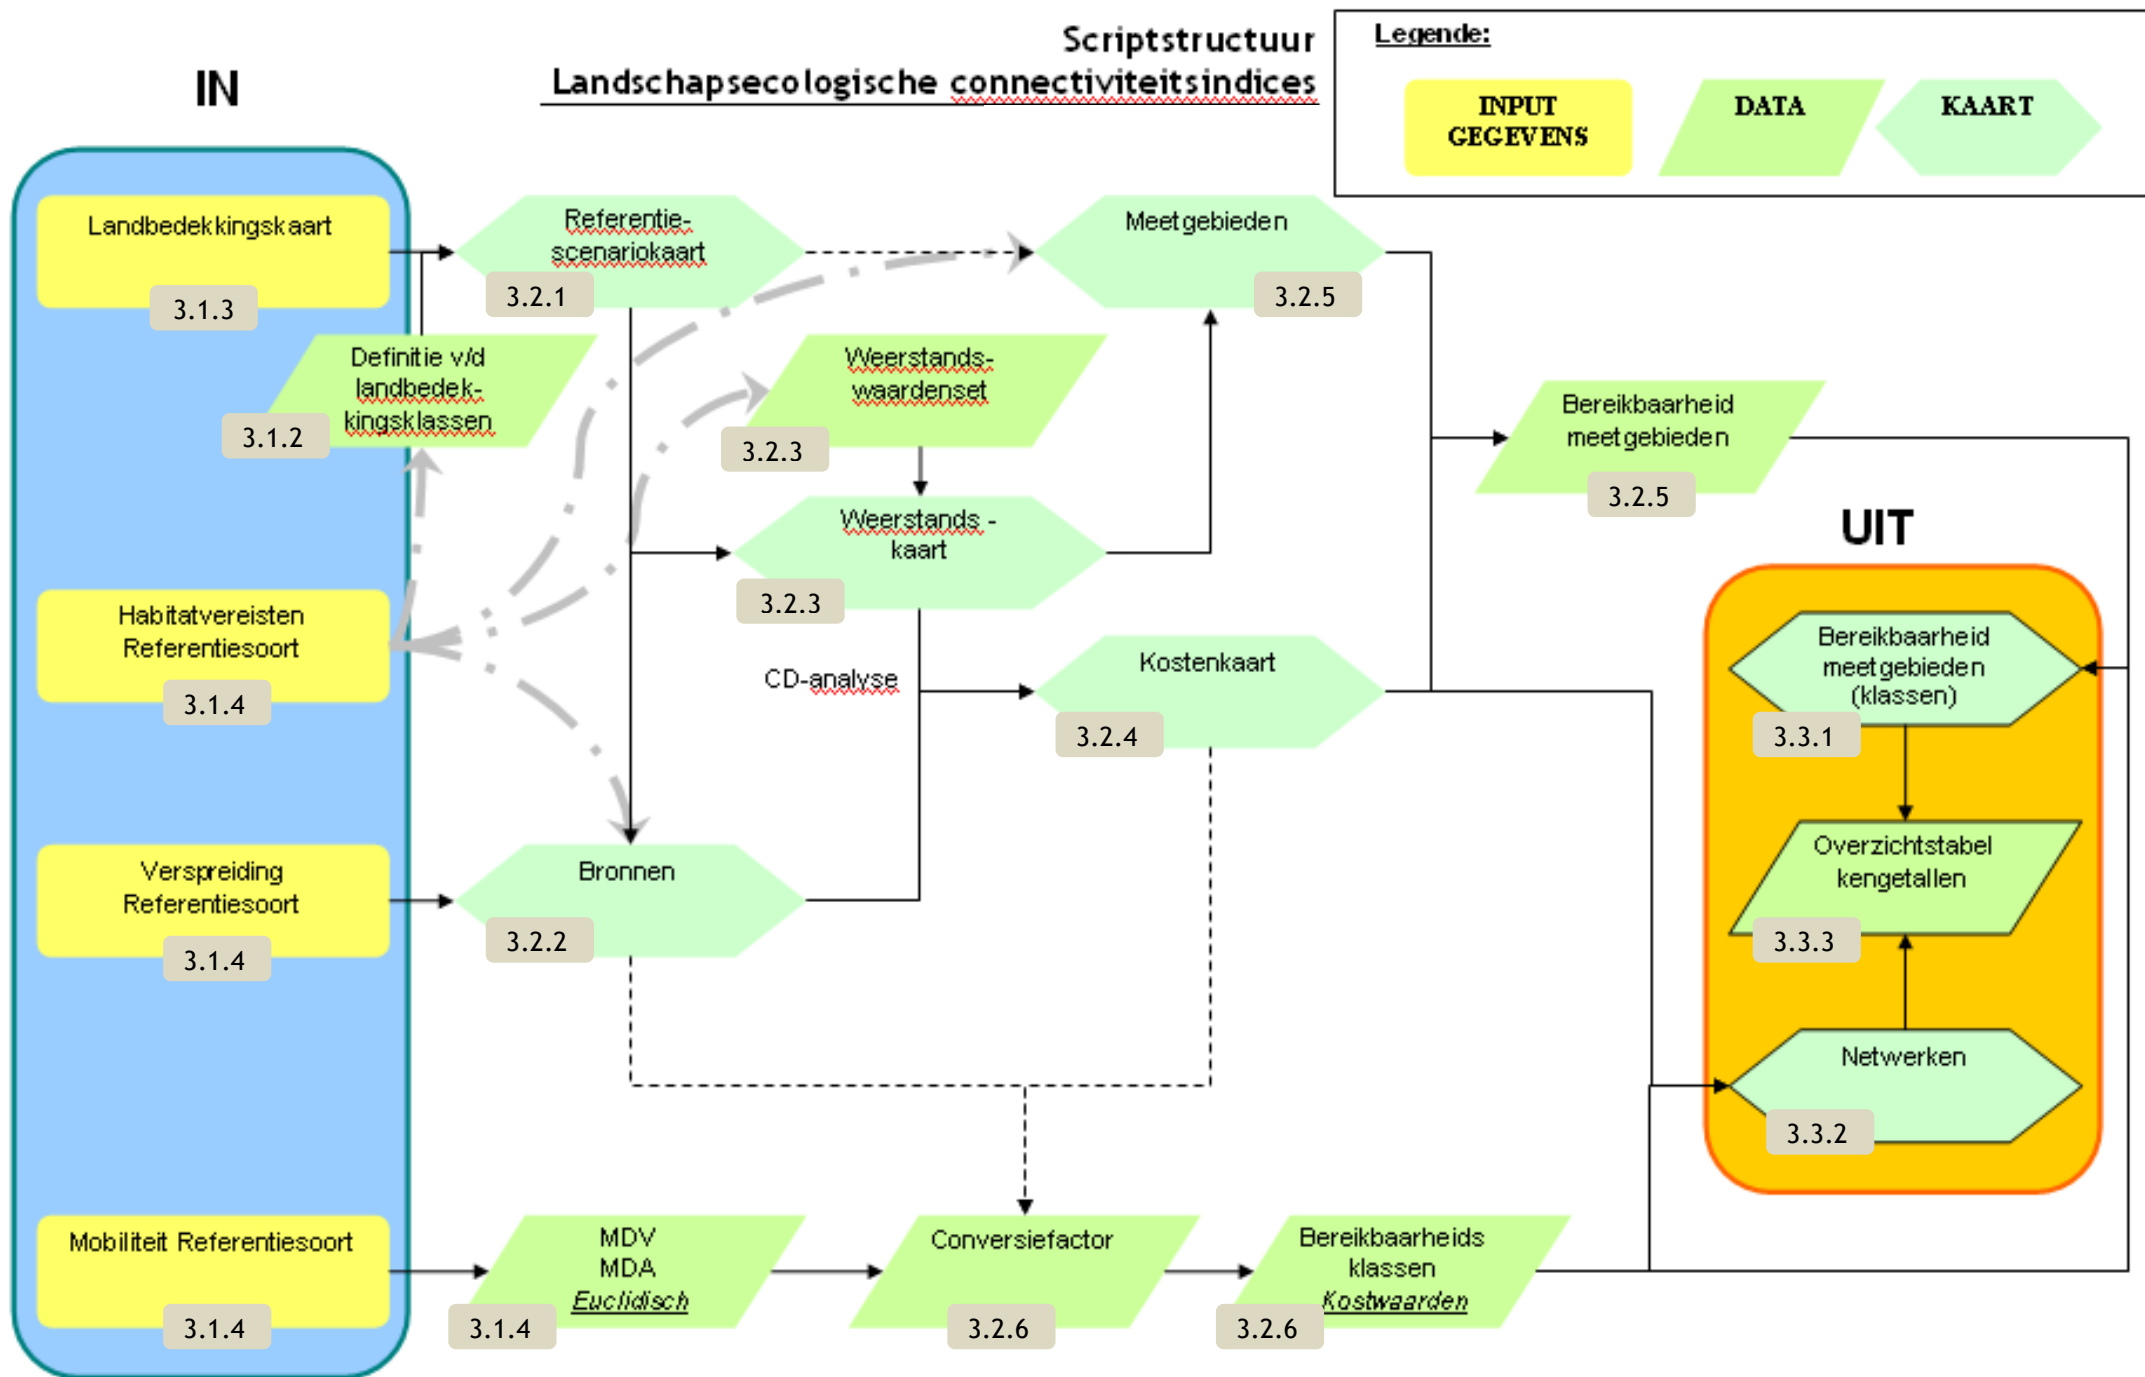 Scriptstructuur
Landschapsecologische connectiviteitsindices
Legende:
INPUT
GEGEVENS
DATA
KAART
IN
Landbedekkingskaart
3.1.3
Referentie-
scenariokaart
3.2.1
Meetgebieden
3.2.5
Definitie v/d
landbedek-
kingsklassen
3.1.2
Weerstands-
waardenset
3.2.3
Bereikbaarheid
meetgebieden
3.2.5
Weerstands -
kaart
3.2.3
UIT
Habitatvereisten
Referentiesoort
3.1.4
CD-analyse
Kostenkaart
3.2.4
Bereikbaarheid
meetgebieden
(klassen)
3.3.1
Verspreiding
Referentiesoort
3.1.4
Bronnen
3.2.2
Overzichtstabel
kengetallen
3.3.3
Netwerken
3.3.2
Mobiliteit Referentiesoort
3.1.4
MDV
MDA
Euclidisch
3.1.4
Conversiefactor
3.2.6
Bereikbaarheids
klassen
Kostwaarden
3.2.6